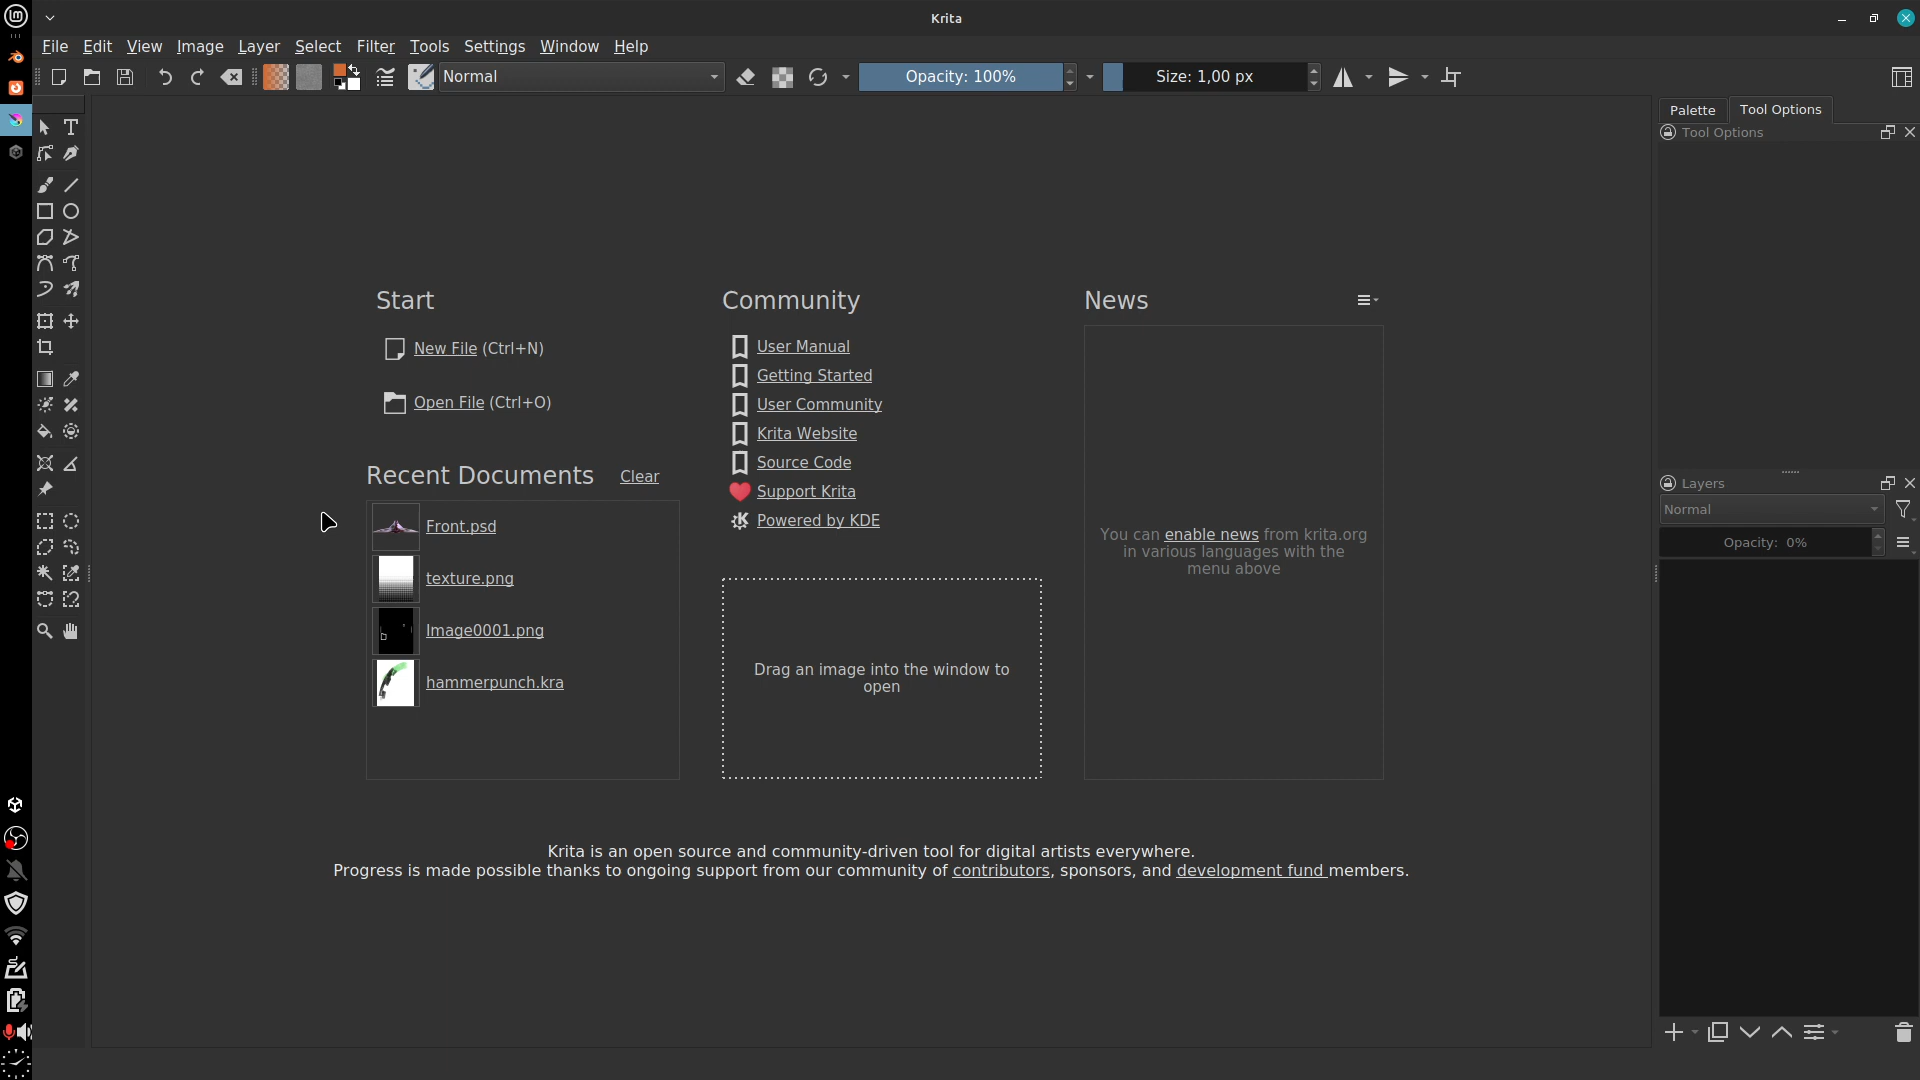 Krita
File Edit View Image Layer Select Filter Tools Settings Window Help
Normal
Opacity: 100%
Size: 1,00 px
Palette
Tool Options
Tool Options
Start
New File (Ctrl+N)
Open File (Ctrl+O)
Recent Documents
Clear
Front.psd
texture.png
Image0001.png
hammerpunch.kra
Community
User Manual
Getting Started
User Community
Krita Website
Source Code
Support Krita
Powered by KDE
Drag an image into the window to
open
News
You can enable news from krita.org
in various languages with the
menu above
Layers
Normal
Opacity: 0%
Krita is an open source and community-driven tool for digital artists everywhere.
Progress is made possible thanks to ongoing support from our community of contributors, sponsors, and development fund members.